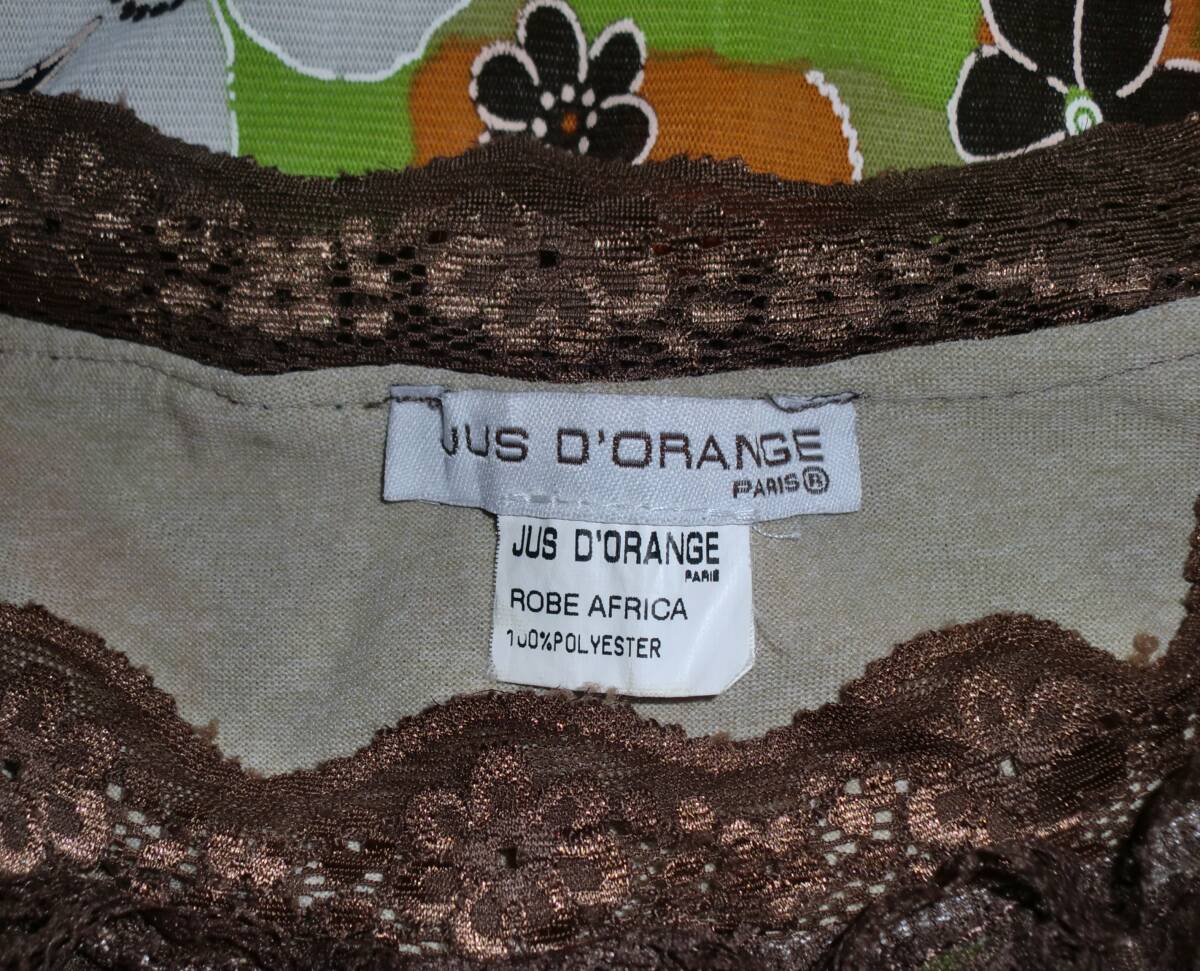 JUS D'ORANGE
PARIS®
JUS D'ORANGE
PARIS
ROBE AFRICA
100%POLYESTER